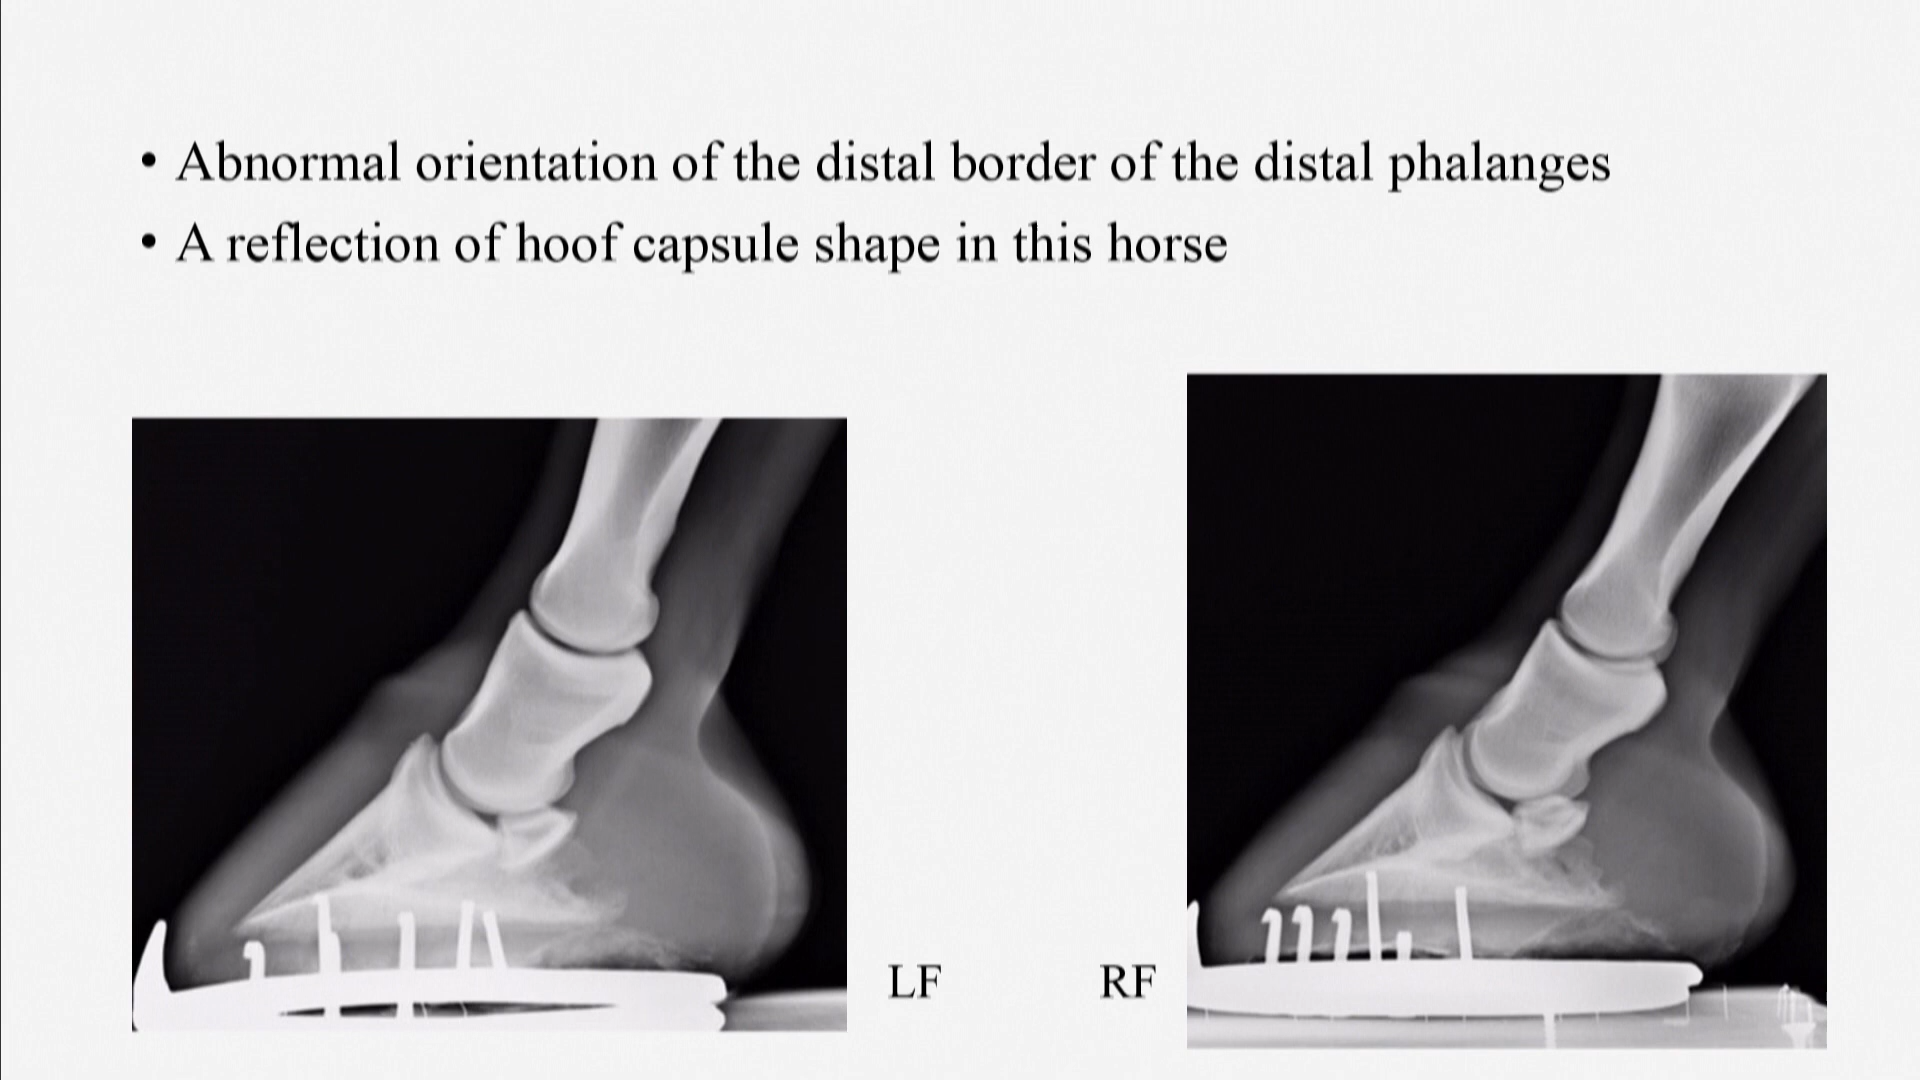 • Abnormal orientation of the distal border of the distal phalanges
• A reflection of hoof capsule shape in this horse
LF
RF